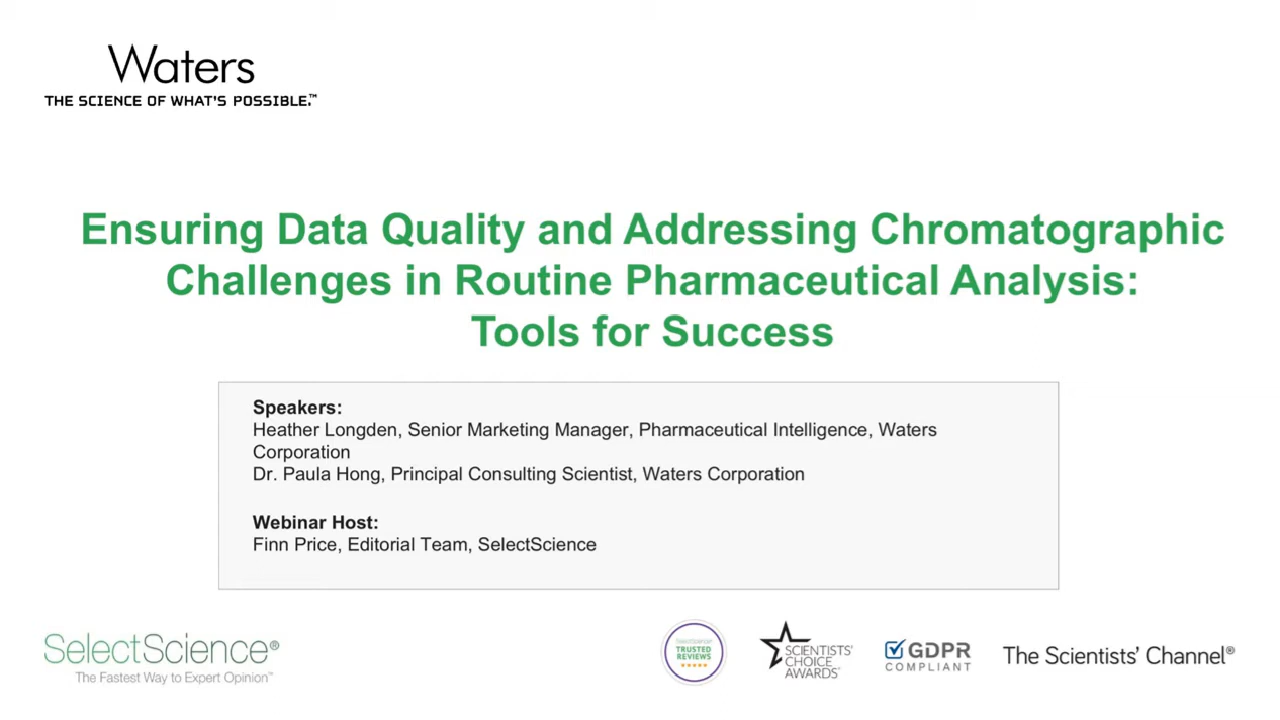 Waters
THE SCIENCE OF WHAT'S POSSIBLE.™
Ensuring Data Quality and Addressing Chromatographic
Challenges in Routine Pharmaceutical Analysis:
Tools for Success
Speakers:
Heather Longden, Senior Marketing Manager, Pharmaceutical Intelligence, Waters
Corporation
Dr. Paula Hong, Principal Consulting Scientist, Waters Corporation
Webinar Host:
Finn Price, Editorial Team, SelectScience
SelectScience®
The Fastest Way to Expert Opinion™
SelectScience®
TRUSTED
REVIEWS
SCIENTISTS'
CHOICE
AWARDS®
GDPR
COMPLIANT
The Scientists' Channel®